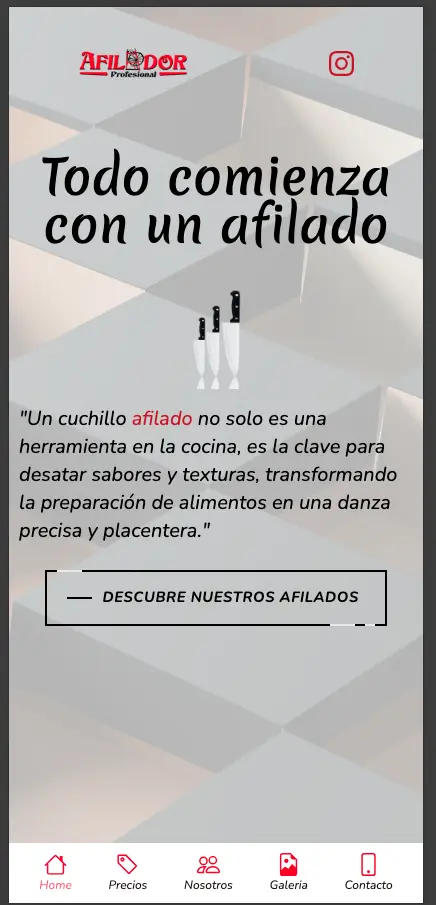 AFILADOR
Profesional
Todo comienza
con un afilado
"Un cuchillo afilado no solo es una
herramienta en la cocina, es la clave para
desatar sabores y texturas, transformando
la preparación de alimentos en una danza
precisa y placentera."
DESCUBRE NUESTROS AFILADOS
Home Precios Nosotros Galeria Contacto